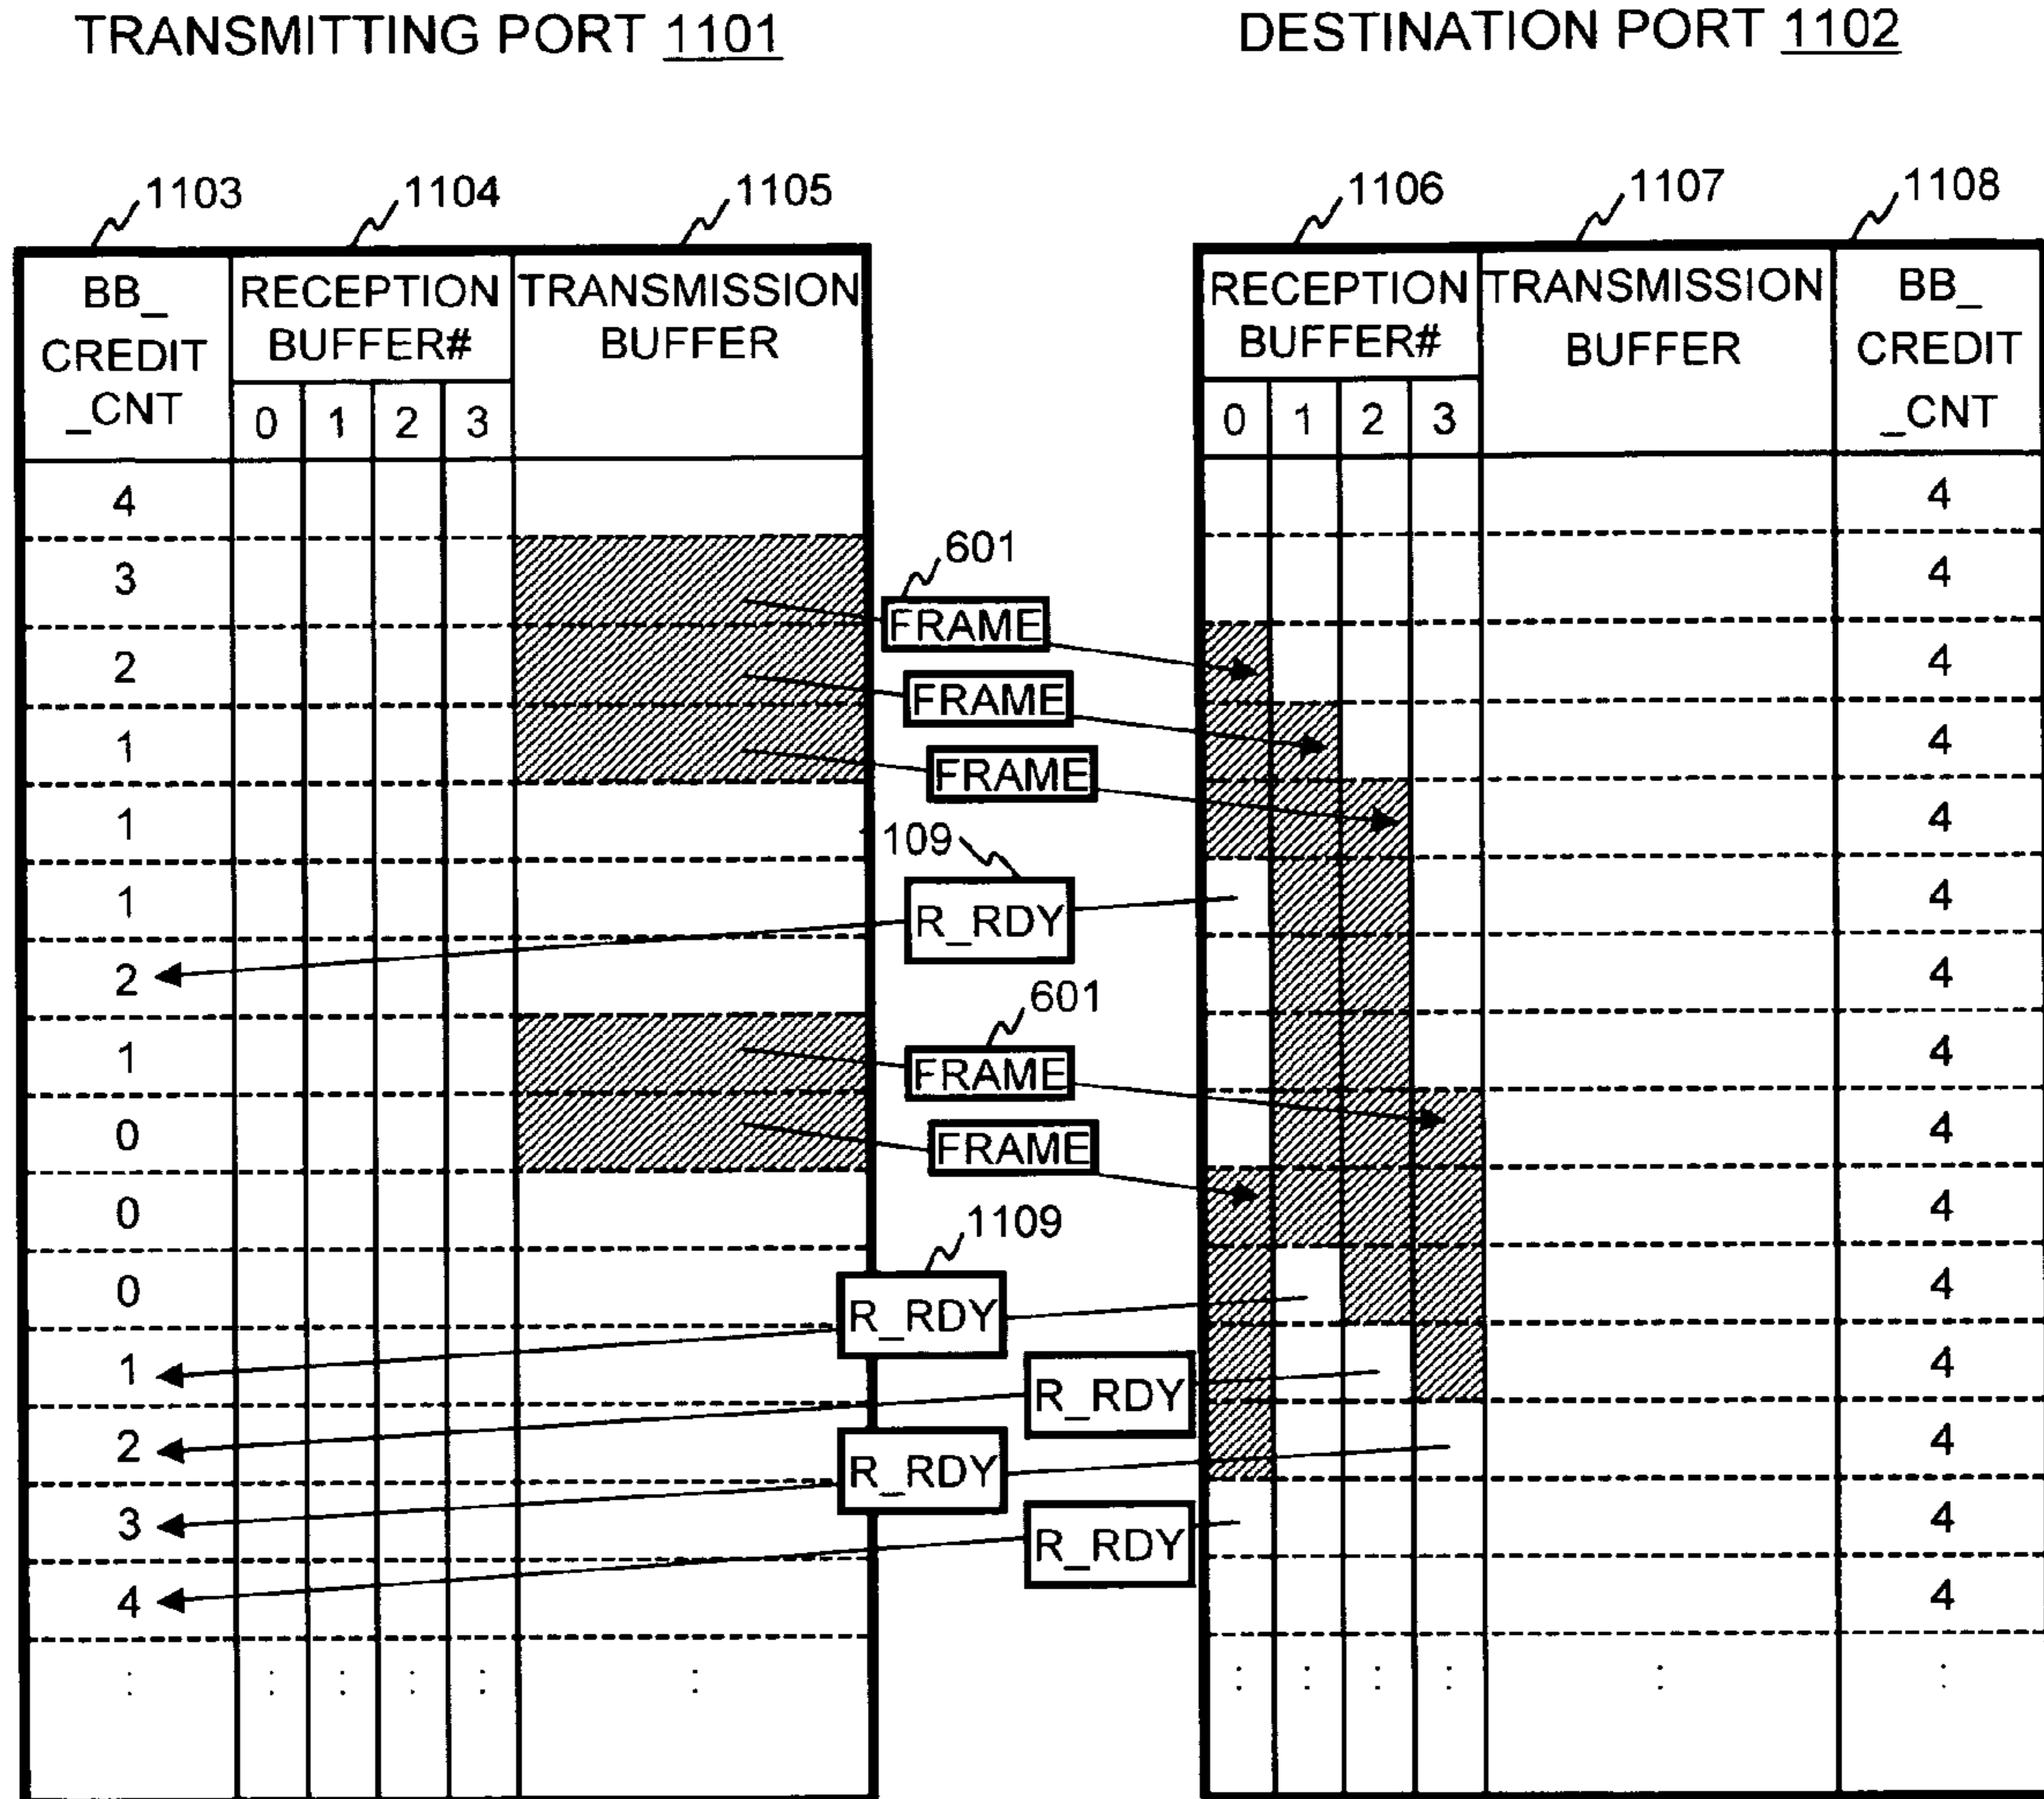 TRANSMITTING PORT 1101
DESTINATION PORT 1102
1103
1104
1105
1106
1107
1108
BB_
CREDIT
_CNT
RECEPTION
BUFFER#
TRANSMISSION
BUFFER
0 1 2 3
RECEPTION
BUFFER#
TRANSMISSION
BUFFER
BB_
CREDIT
_CNT
0 1 2 3
4 4
3 4
601
FRAME
2 4
FRAME
1 4
FRAME
1 4
109
1 4
R_RDY
2 4
601
1 4
FRAME
0 4
FRAME
0 4
1109
0 4
R_RDY
1 4
R_RDY
2 4
R_RDY
3 4
R_RDY
4 4
: : : : : : : : : : : :